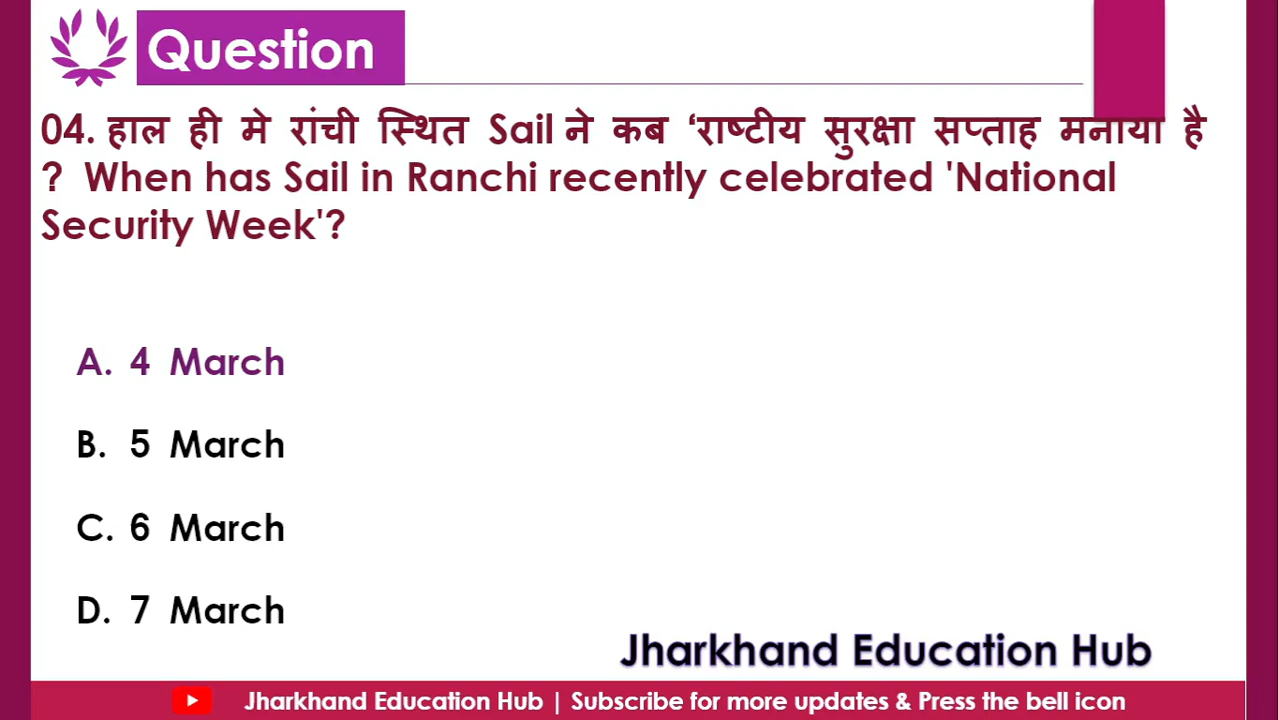 Question
04. हाल ही मे रांची स्थित Sail ने कब ‘राष्टीय सुरक्षा सप्ताह मनाया है
? When has Sail in Ranchi recently celebrated 'National
Security Week'?
A. 4 March
B. 5 March
C. 6 March
D. 7 March
Jharkhand Education Hub
Jharkhand Education Hub | Subscribe for more updates & Press the bell icon